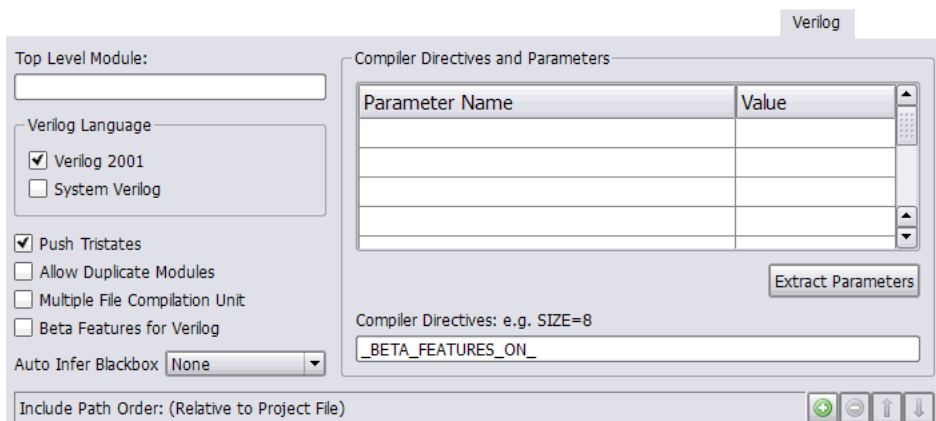 Verilog
Top Level Module:
Verilog Language
Verilog 2001
System Verilog
Push Tristates
Allow Duplicate Modules
Multiple File Compilation Unit
Beta Features for Verilog
Auto Infer Blackbox None
Compiler Directives and Parameters
Parameter Name Value
Extract Parameters
Compiler Directives: e.g. SIZE=8
_BETA_FEATURES_ON_
Include Path Order: (Relative to Project File)